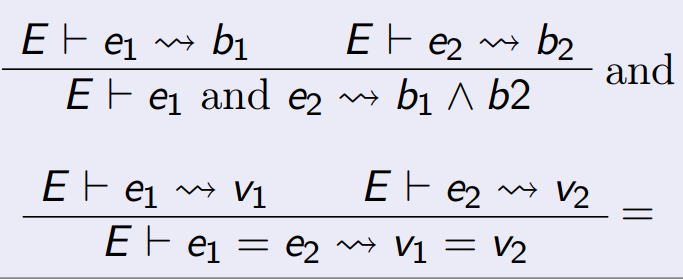 E ⊢ e₁ ⇝ b₁ E ⊢ e₂ ⇝ b₂
and
E ⊢ e₁ and e₂ ⇝ b₁ ∧ b2
E ⊢ e₁ ⇝ v₁ E ⊢ e₂ ⇝ v₂
=
E ⊢ e₁ = e₂ ⇝ v₁ = v₂